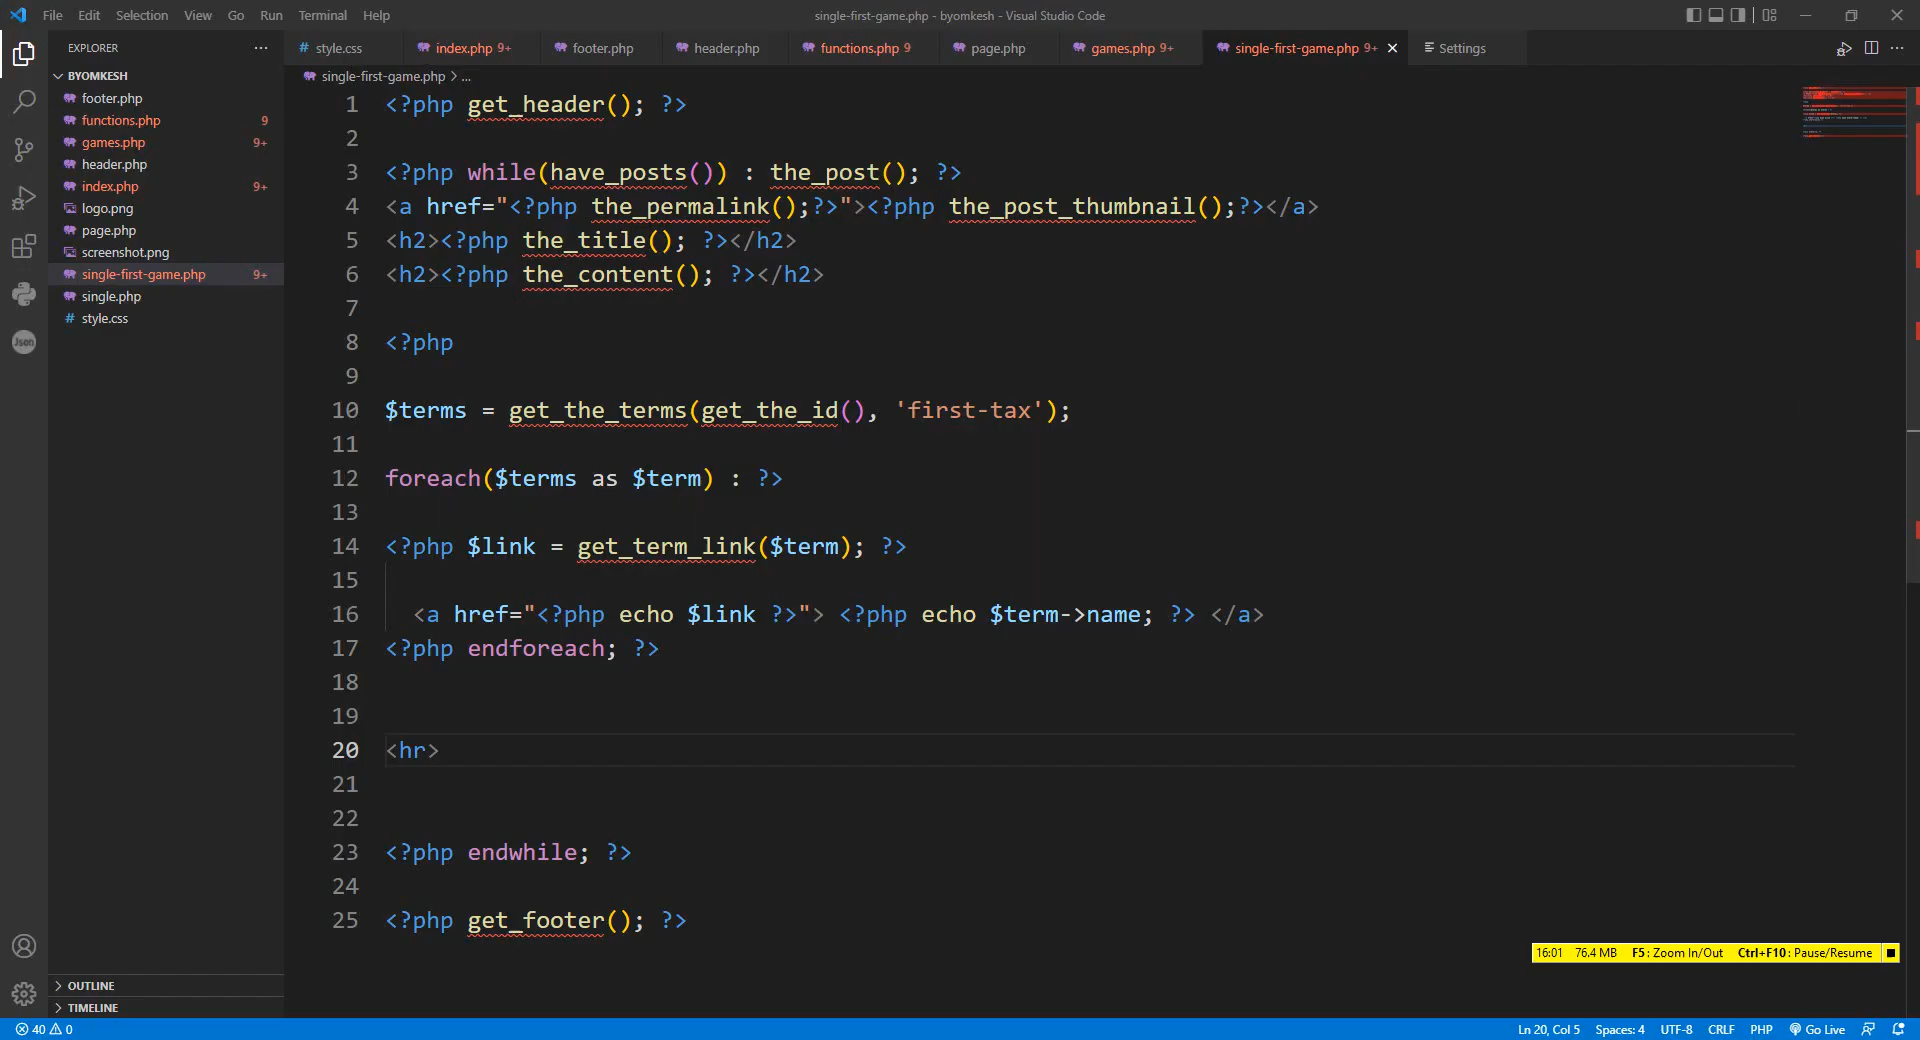 File Edit Selection View Go Run Terminal Help
single-first-game.php - byomkesh - Visual Studio Code
EXPLORER
style.css
index.php 9+
footer.php
header.php
functions.php 9
page.php
games.php 9+
single-first-game.php 9+
Settings
BYOMKESH
footer.php
functions.php 9
games.php 9+
header.php
index.php 9+
logo.png
page.php
screenshot.png
single-first-game.php 9+
single.php
style.css
OUTLINE
TIMELINE
single-first-game.php > ...
1 <?php get_header(); ?>
2
3 <?php while(have_posts()) : the_post(); ?>
4 <a href="<?php the_permalink();?>"><?php the_post_thumbnail();?></a>
5 <h2><?php the_title(); ?></h2>
6 <h2><?php the_content(); ?></h2>
7
8 <?php
9
10 $terms = get_the_terms(get_the_id(), 'first-tax');
11
12 foreach($terms as $term) : ?>
13
14 <?php $link = get_term_link($term); ?>
15
16 <a href="<?php echo $link ?>"> <?php echo $term->name; ?> </a>
17 <?php endforeach; ?>
18
19
20 <hr>
21
22
23 <?php endwhile; ?>
24
25 <?php get_footer(); ?>
16:01 76.4 MB F5: Zoom In/Out Ctrl+F10: Pause/Resume
40 0
Ln 20, Col 5 Spaces: 4 UTF-8 CRLF PHP Go Live
Json